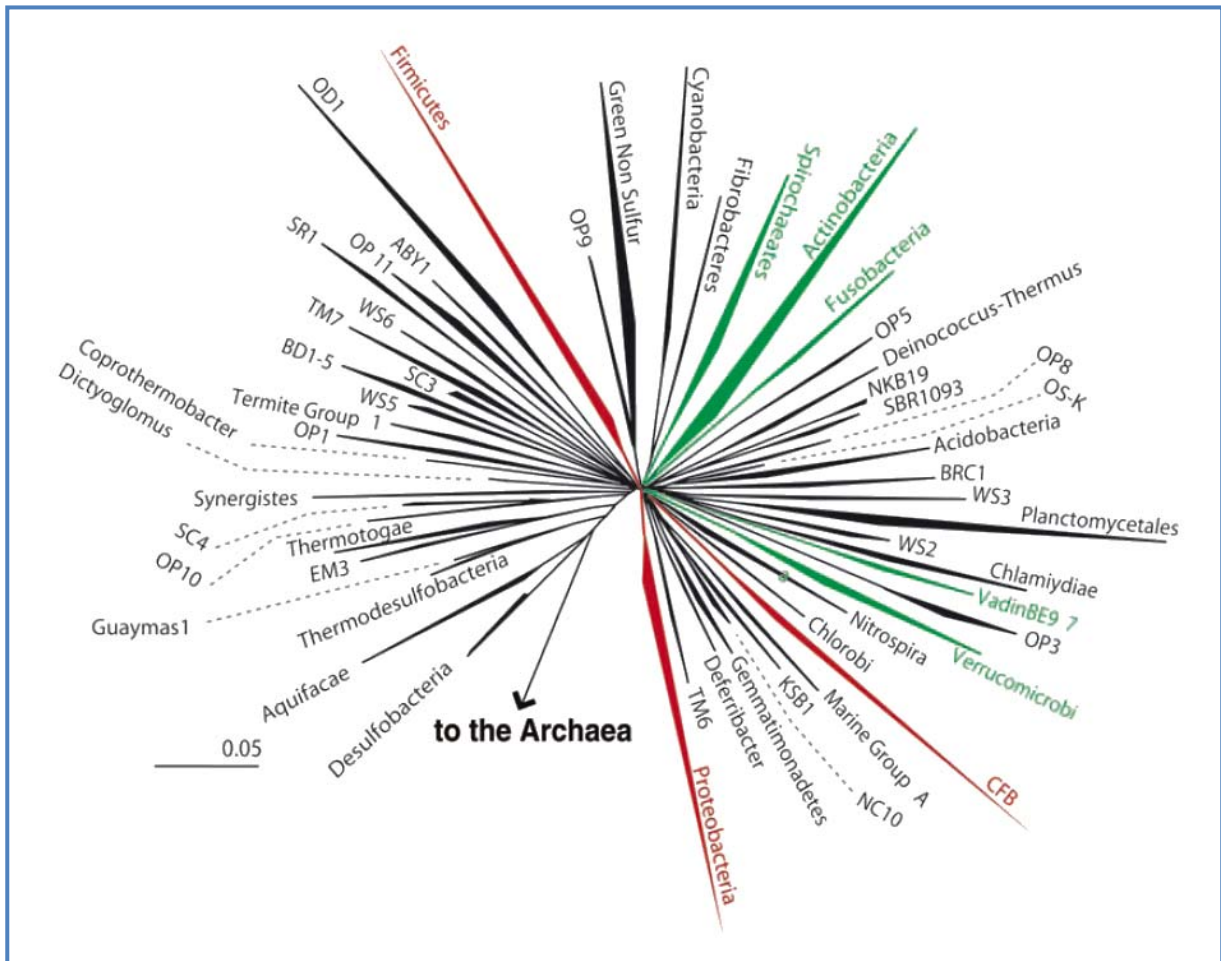 Firmicutes
OD1
Green Non Sulfur
Cyanobacteria
Fibrobacteres
Spirochaeates
Actinobacteria
Fusobacteria
OP9
SR1
OP 11
ABY1
TM7
WS6
BD1-5
SC3
WS5
Coprothermobacter
Dictyoglomus
Termite Group 1
OP1
Synergistes
SC4
OP10
Thermotogae
EM3
Guaymas1
Thermodesulfobacteria
Aquifacae
Desulfobacteria
0.05
to the Archaea
OP5
Deinococcus-Thermus
NKB19
SBR1093
OP8
OS-K
Acidobacteria
BRC1
WS3
Planctomycetales
WS2
Chlamiydiae
VadinBE9 7
OP3
Verrucomicrobi
Nitrospira
Chlorobi
CFB
Marine Group A
NC10
KSB1
Gemmatimonadetes
Deferribacter
TM6
Proteobacteria